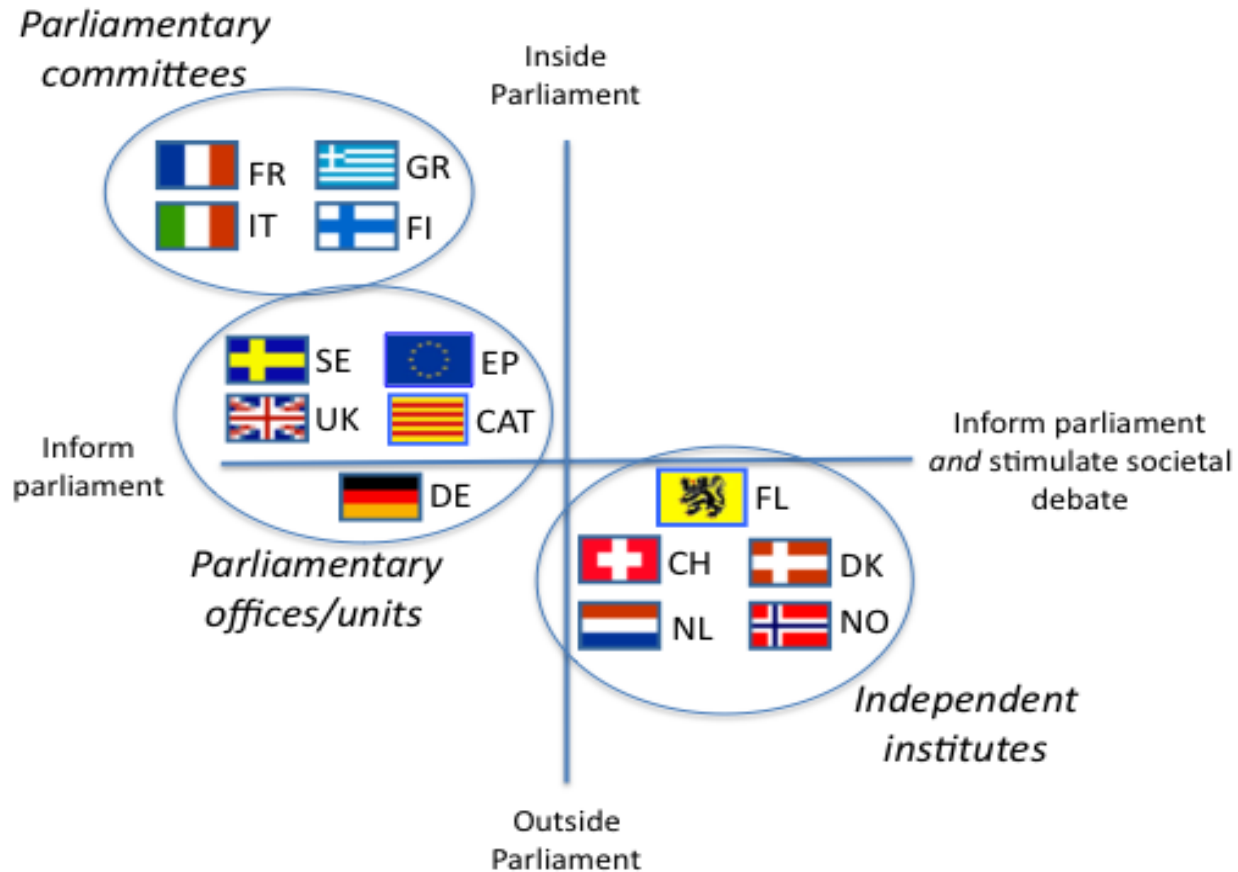 Parliamentary
committees
Inside
Parliament
FR
GR
IT
FI
SE
EP
UK
CAT
Inform
parliament
Inform parliament
and stimulate societal
debate
DE
FL
Parliamentary
offices/units
CH
DK
NL
NO
Independent
institutes
Outside
Parliament